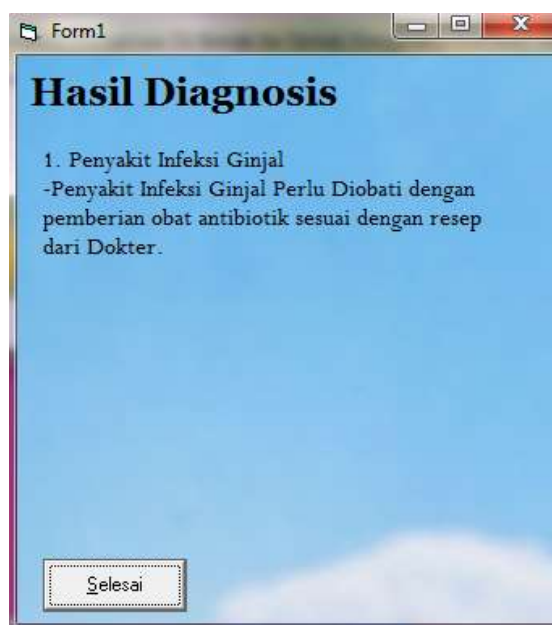 Form1
Hasil Diagnosis
1. Penyakit Infeksi Ginjal
-Penyakit Infeksi Ginjal Perlu Diobati dengan
pemberian obat antibiotik sesuai dengan resep
dari Dokter.
Selesai